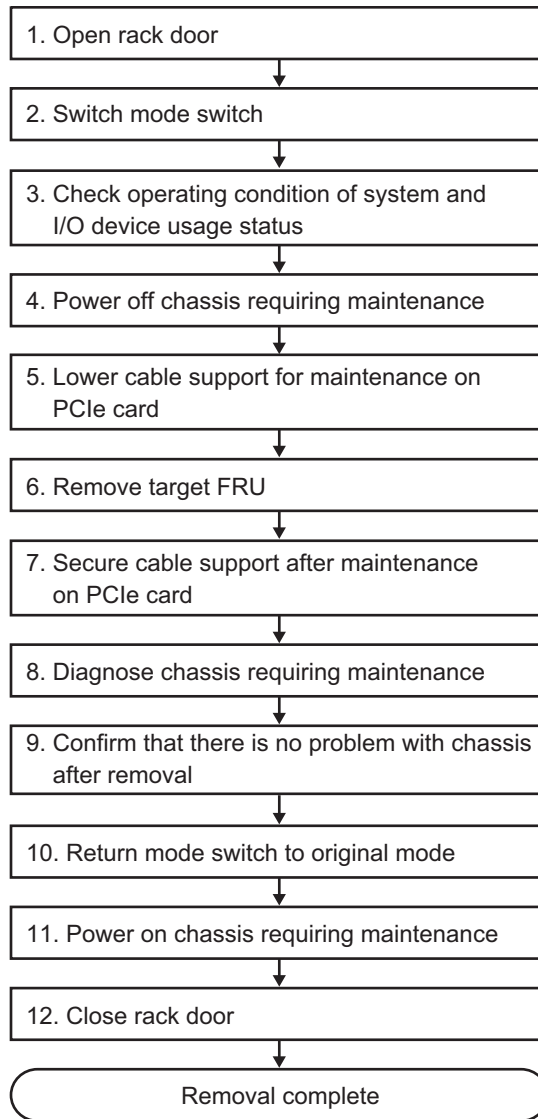 1. Open rack door
2. Switch mode switch
3. Check operating condition of system and
I/O device usage status
4. Power off chassis requiring maintenance
5. Lower cable support for maintenance on
PCIe card
6. Remove target FRU
7. Secure cable support after maintenance
on PCIe card
8. Diagnose chassis requiring maintenance
9. Confirm that there is no problem with chassis
after removal
10. Return mode switch to original mode
11. Power on chassis requiring maintenance
12. Close rack door
Removal complete